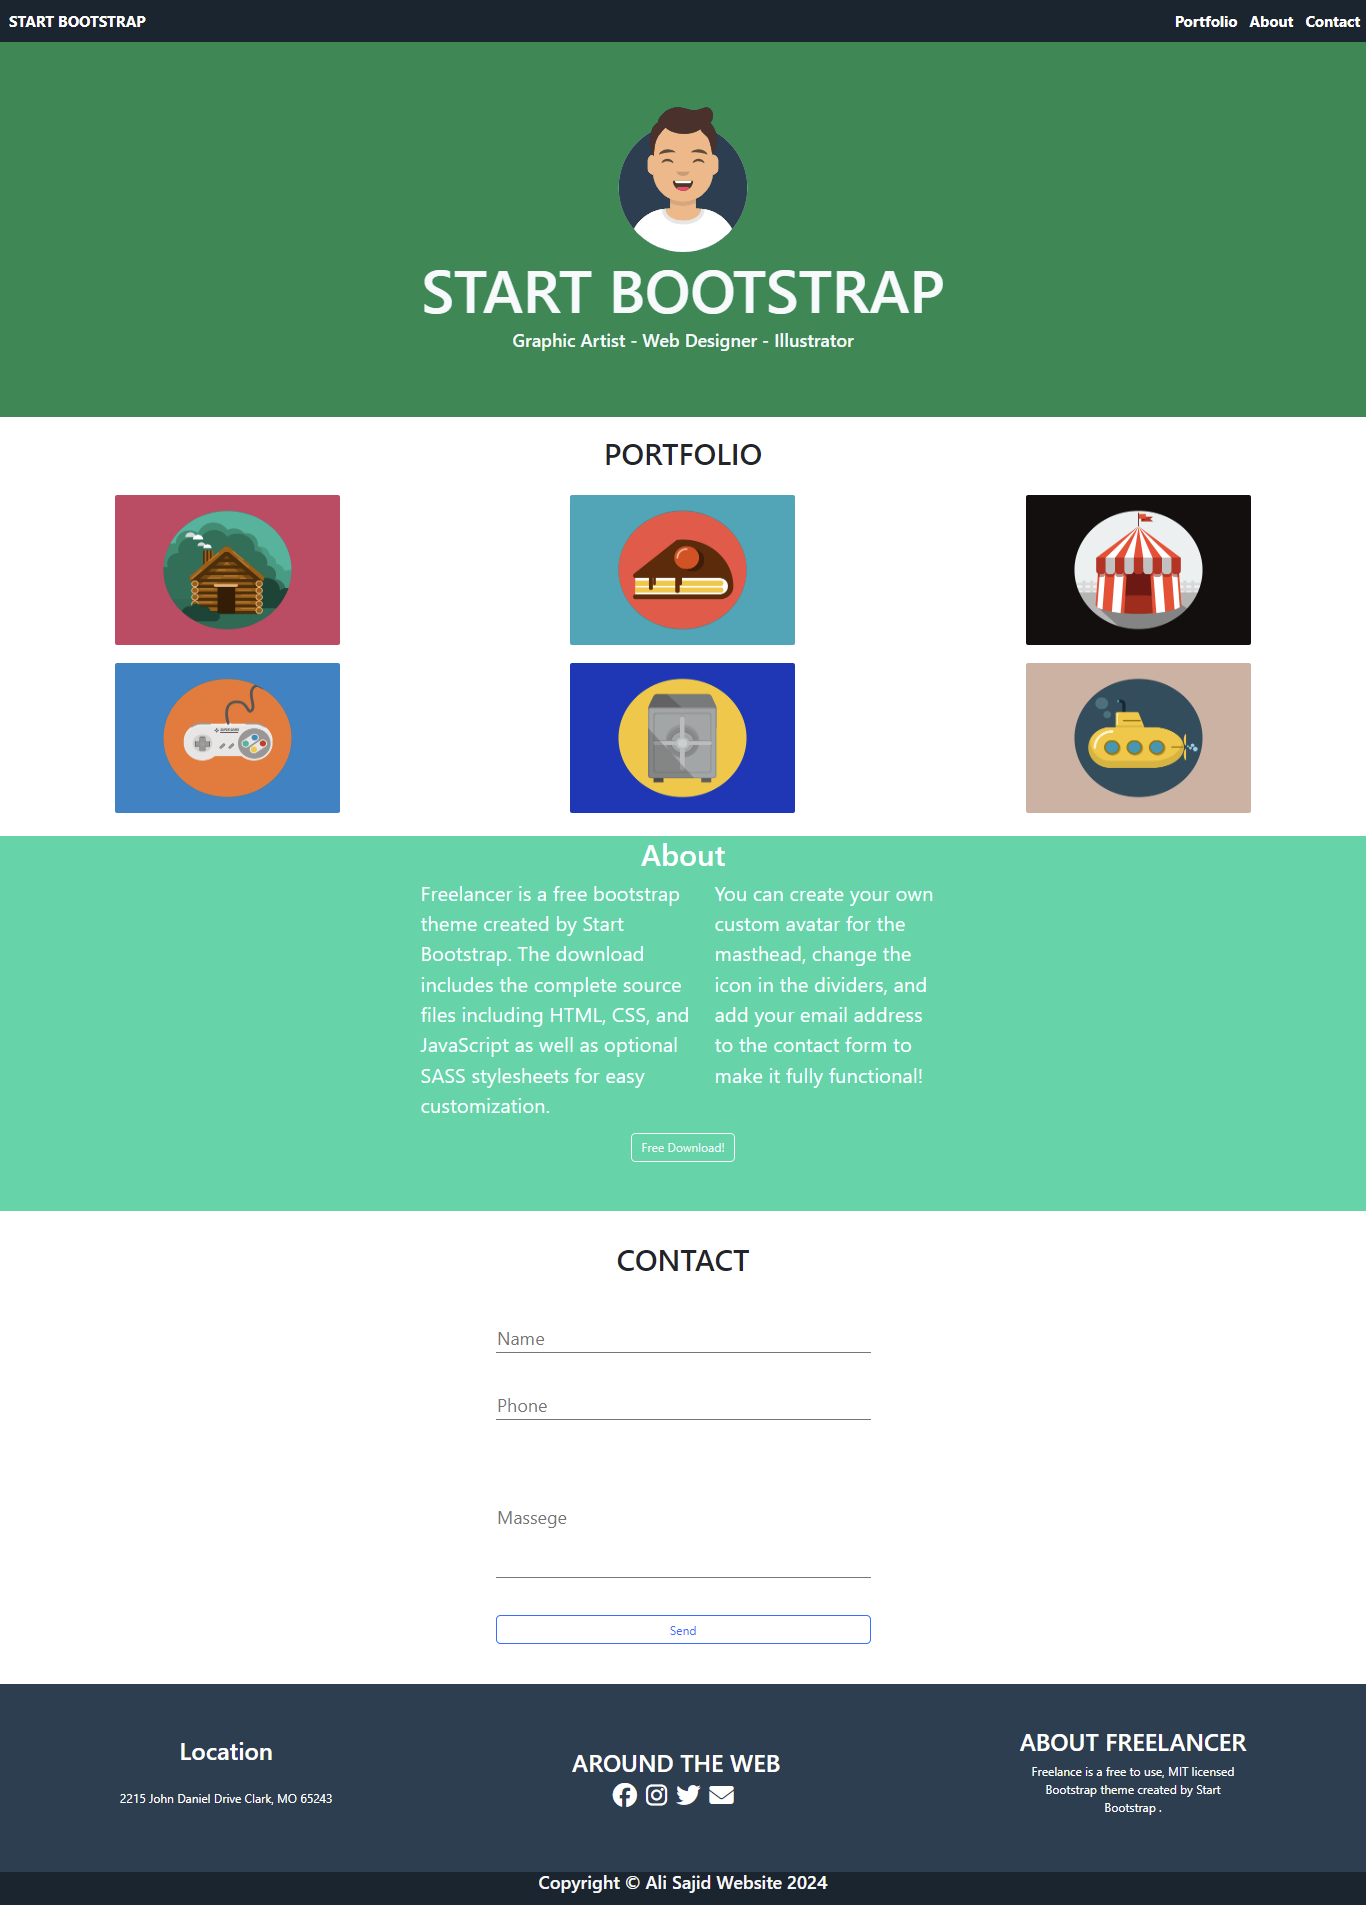 START BOOTSTRAP
Portfolio About Contact
START BOOTSTRAP
Graphic Artist - Web Designer - Illustrator
PORTFOLIO
About
Freelancer is a free bootstrap
theme created by Start
Bootstrap. The download
includes the complete source
files including HTML, CSS, and
JavaScript as well as optional
SASS stylesheets for easy
customization.
You can create your own
custom avatar for the
masthead, change the
icon in the dividers, and
add your email address
to the contact form to
make it fully functional!
Free Download!
CONTACT
Name
Phone
Massege
Send
Location
2215 John Daniel Drive Clark, MO 65243
AROUND THE WEB
ABOUT FREELANCER
Freelance is a free to use, MIT licensed
Bootstrap theme created by Start
Bootstrap .
Copyright © Ali Sajid Website 2024